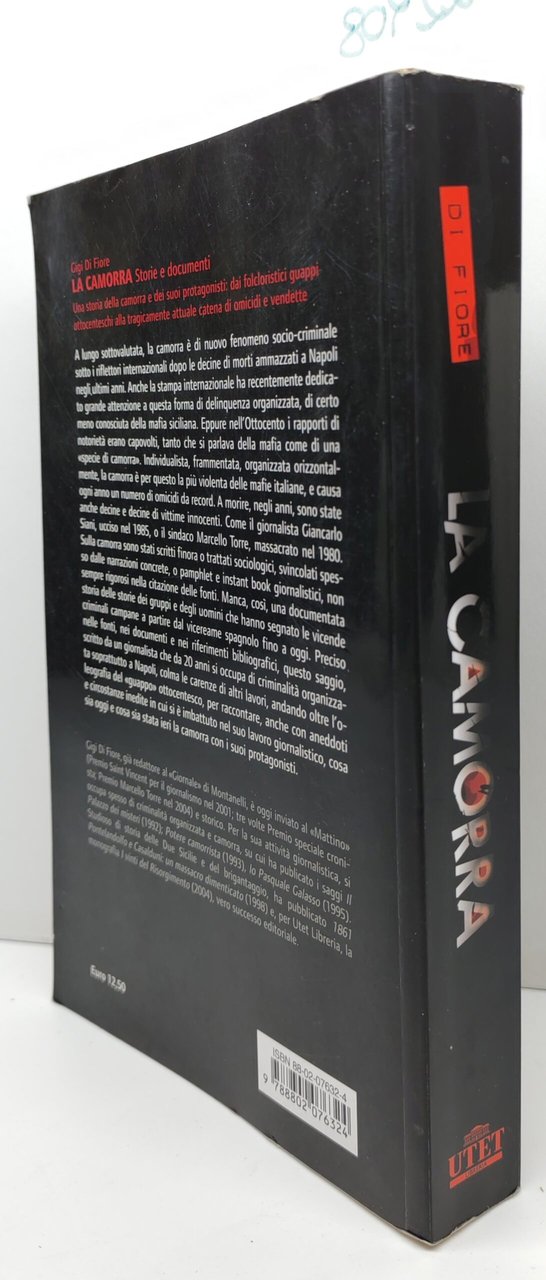 Gigi Di Fiore
LA CAMORRA Storie e documenti
Una storia della camorra e dei suoi protagonisti: dai folcloristici guappi
ottocenteschi alla tragicamente attuale catena di omicidi e vendette
A lungo sottovalutata, la camorra è di nuovo fenomeno socio-criminale
sotto i riflettori internazionali dopo le decine di morti ammazzati a Napoli
negli ultimi anni. Anche la stampa internazionale ha recentemente dedica-
to grande attenzione a questa forma di delinquenza organizzata, di certo
meno conosciuta della mafia siciliana. Eppure nell'Ottocento i rapporti di
notorietà erano capovolti, tanto che si parlava della mafia come di una
«specie di camorra». Individualista, frammentata, organizzata orizzontal-
mente, la camorra è per questo la più violenta delle mafie italiane, e causa
ogni anno un numero di omicidi da record. A morire, negli anni, sono state
anche decine e decine di vittime innocenti. Come il giornalista Giancarlo
Siani, ucciso nel 1985, o il sindaco Marcello Torre, massacrato nel 1980.
Sulla camorra sono stati scritti finora o trattati sociologici, svincolati spes-
so dalle narrazioni concrete, o pamphlet e instant book giornalistici, non
sempre rigorosi nella citazione delle fonti. Manca, così, una documentata
storia delle storie dei gruppi e degli uomini che hanno segnato le vicende
criminali campane a partire dal vicereame spagnolo fino a oggi. Preciso
nelle fonti, nei documenti e nei riferimenti bibliografici, questo saggio,
scritto da un giornalista che da 20 anni si occupa di criminalità organizza-
ta soprattutto a Napoli, colma le carenze di altri lavori, andando oltre l'o-
leografia del «guappo» ottocentesco, per raccontare, anche con aneddoti
e circostanze inedite in cui si è imbattuto nel suo lavoro giornalistico, cosa
sia oggi e cosa sia stata ieri la camorra con i suoi protagonisti.
Gigi Di Fiore, già redattore al «Giornale» di Montanelli, è oggi inviato al «Mattino»
(Premio Saint Vincent per il giornalismo nel 2001; tre volte Premio speciale croni-
sta; Premio Marcello Torre nel 2004) e storico. Per la sua attività giornalistica, si
occupa spesso di criminalità organizzata e camorra, su cui ha pubblicato i saggi Il
Palazzo dei misteri (1992); Potere camorrista (1993), Io Pasquale Galasso (1995).
Studioso di storia delle Due Sicilie e del brigantaggio, ha pubblicato 1861
Pontelandolfo e Casalduni: un massacro dimenticato (1998) e, per Utet Libreria, la
monografia I vinti del Risorgimento (2004), vero successo editoriale.
Euro 12,50
ISBN 88-02-07632-4
9 788802 076324
DI FIORE
LA CAMORRA
UTET
LIBRERIA